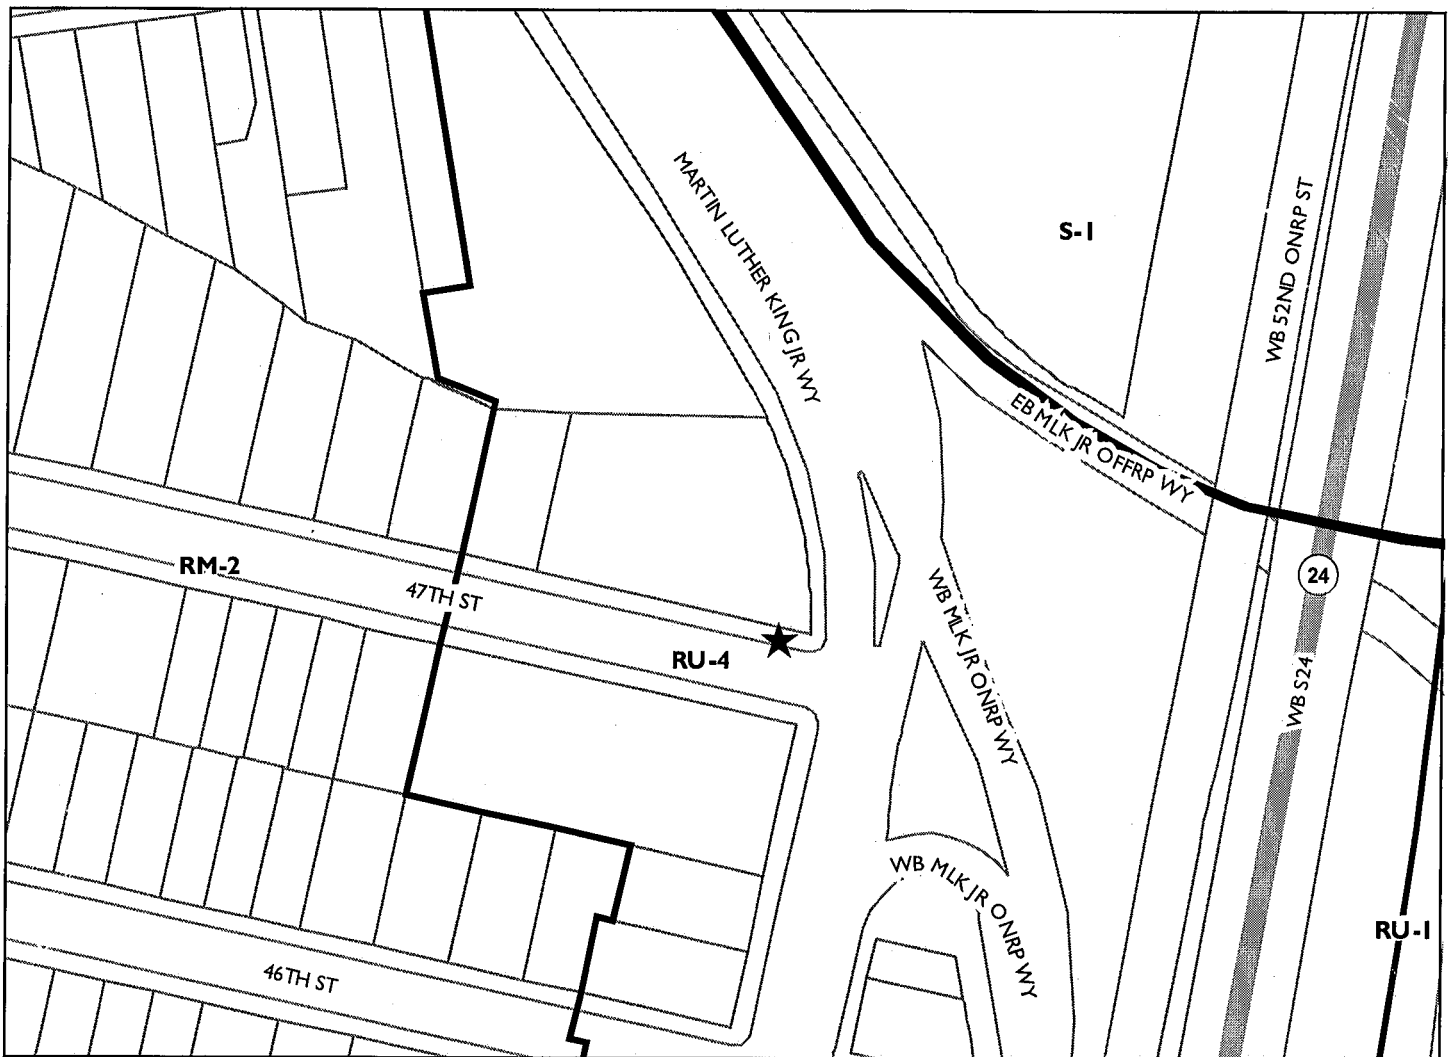 MARTIN LUTHER KING JR WY
S-1
WB 52ND ONRP ST
EB MLK JR OFFRP WY
RM-2
47TH ST
24
WB MLK JR ONRP WY
RU-4
WB S24
WB MLK JR ONRP WY
RU-1
46TH ST